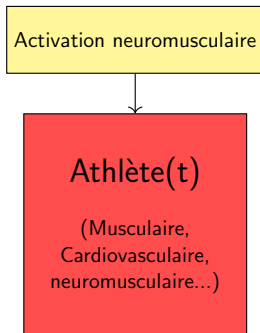 Activation neuromusculaire
Athlète(t)
(Musculaire,
Cardiovasculaire,
neuromusculaire...)